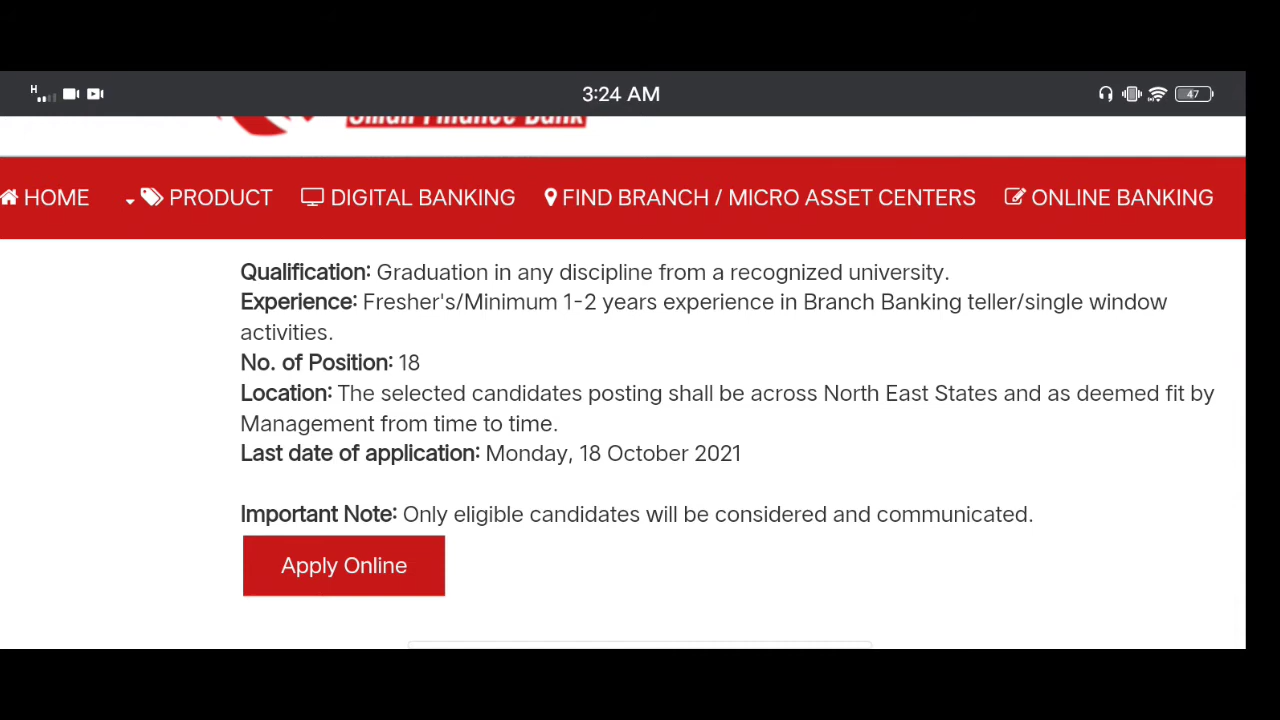 H 3:24 AM 47
Small Finance Bank
HOME PRODUCT DIGITAL BANKING FIND BRANCH / MICRO ASSET CENTERS ONLINE BANKING
Qualification: Graduation in any discipline from a recognized university.
Experience: Fresher's/Minimum 1-2 years experience in Branch Banking teller/single window
activities.
No. of Position: 18
Location: The selected candidates posting shall be across North East States and as deemed fit by
Management from time to time.
Last date of application: Monday, 18 October 2021
Important Note: Only eligible candidates will be considered and communicated.
Apply Online